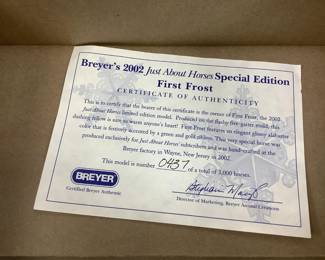 Breyer's 2002 Just About Horses Special Edition
First Frost
CERTIFICATE OF AUTHENTICITY
This is to certify that the bearer of this certificate is the owner of First Frost, the 2002
Just About Horses limited edition model. Produced on the flashy five-gaiter mold, this
dashing fellow is sure to warm anyone's heart! First Frost features an elegant glossy alabaster
color that is festively accented by a green and gold ribbon. This very special horse was
produced exclusively for Just About Horses subscribers and was hand-crafted at the
Breyer factory in Wayne, New Jersey in 2002.
This model is number 0437 of a total of 3,000 horses.
BREYER
Certified Breyer Authentic
Director of Marketing, Breyer Animal Creations